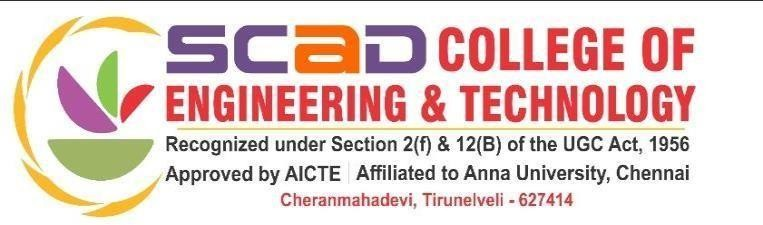 SCaD COLLEGE OF
ENGINEERING & TECHNOLOGY
Recognized under Section 2(f) & 12(B) of the UGC Act, 1956
Approved by AICTE | Affiliated to Anna University, Chennai
Cheranmahadevi, Tirunelveli - 627414